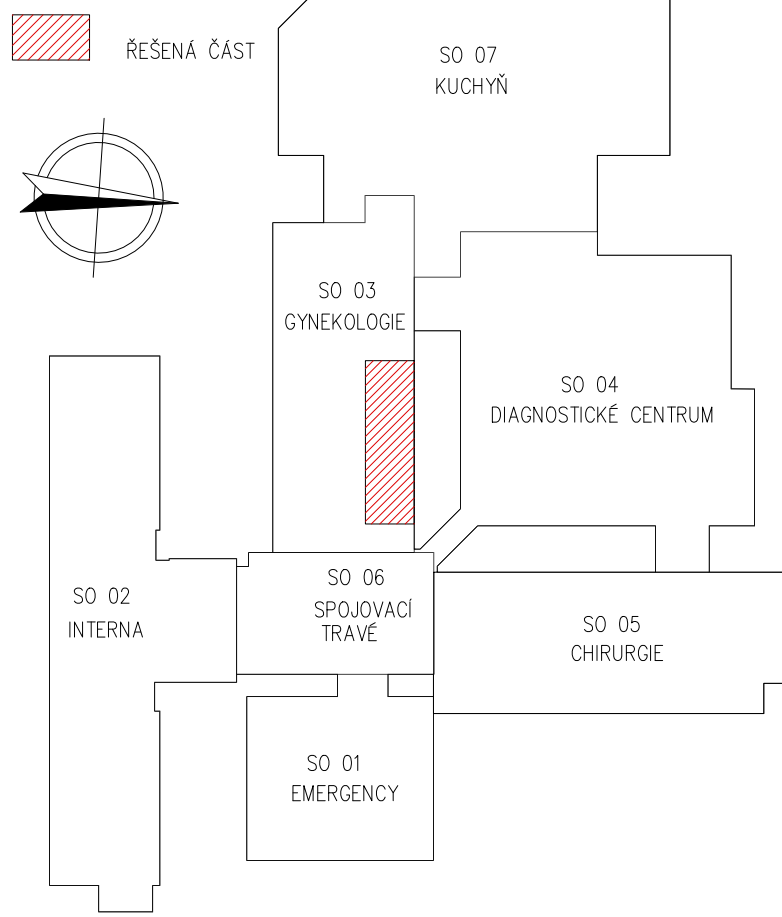 ŘEŠENÁ ČÁST
SO 07
KUCHYŇ
SO 03
GYNEKOLOGIE
SO 04
DIAGNOSTICKÉ CENTRUM
SO 06
SPOJOVACÍ
TRAVÉ
SO 02
INTERNA
SO 05
CHIRURGIE
SO 01
EMERGENCY